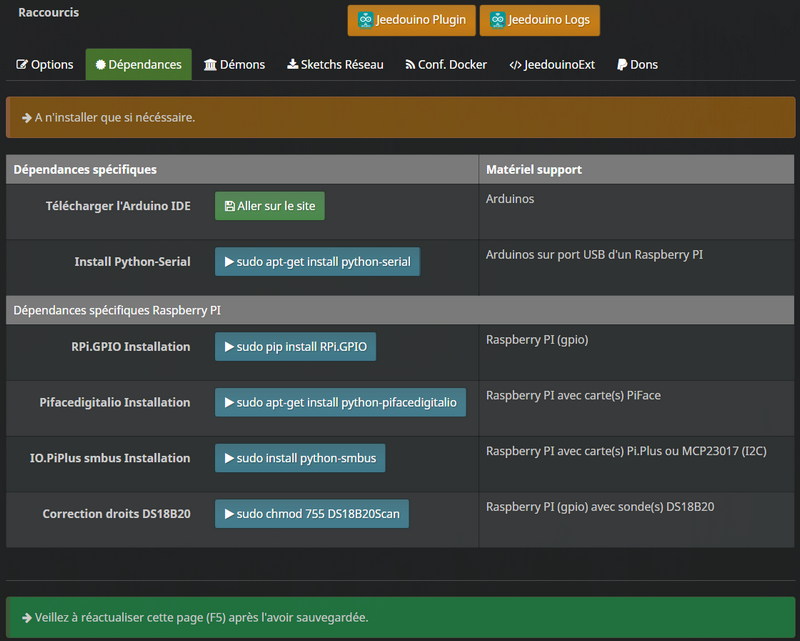 Raccourcis
Jeedouino Plugin
Jeedouino Logs
Options
Dépendances
Démons
Sketchs Réseau
Conf. Docker
JeedouinoExt
Dons
A n'installer que si nécéssaire.
Dépendances spécifiques
Matériel support
Télécharger l'Arduino IDE
Aller sur le site
Arduinos
Install Python-Serial
sudo apt-get install python-serial
Arduinos sur port USB d'un Raspberry PI
Dépendances spécifiques Raspberry PI
RPi.GPIO Installation
sudo pip install RPi.GPIO
Raspberry PI (gpio)
Pifacedigitalio Installation
sudo apt-get install python-pifacedigitalio
Raspberry PI avec carte(s) PiFace
IO.PiPlus smbus Installation
sudo install python-smbus
Raspberry PI avec carte(s) Pi.Plus ou MCP23017 (I2C)
Correction droits DS18B20
sudo chmod 755 DS18B20Scan
Raspberry PI (gpio) avec sonde(s) DS18B20
Veillez à réactualiser cette page (F5) après l'avoir sauvegardée.